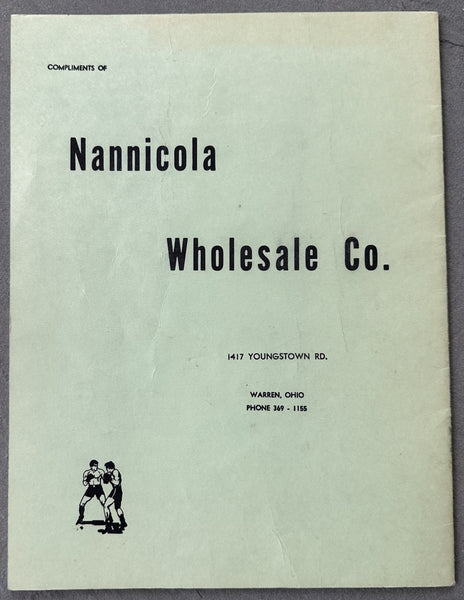 COMPLIMENTS OF
Nannicola
Wholesale Co.
1417 YOUNGSTOWN RD.
WARREN, OHIO
PHONE 369 - 1155